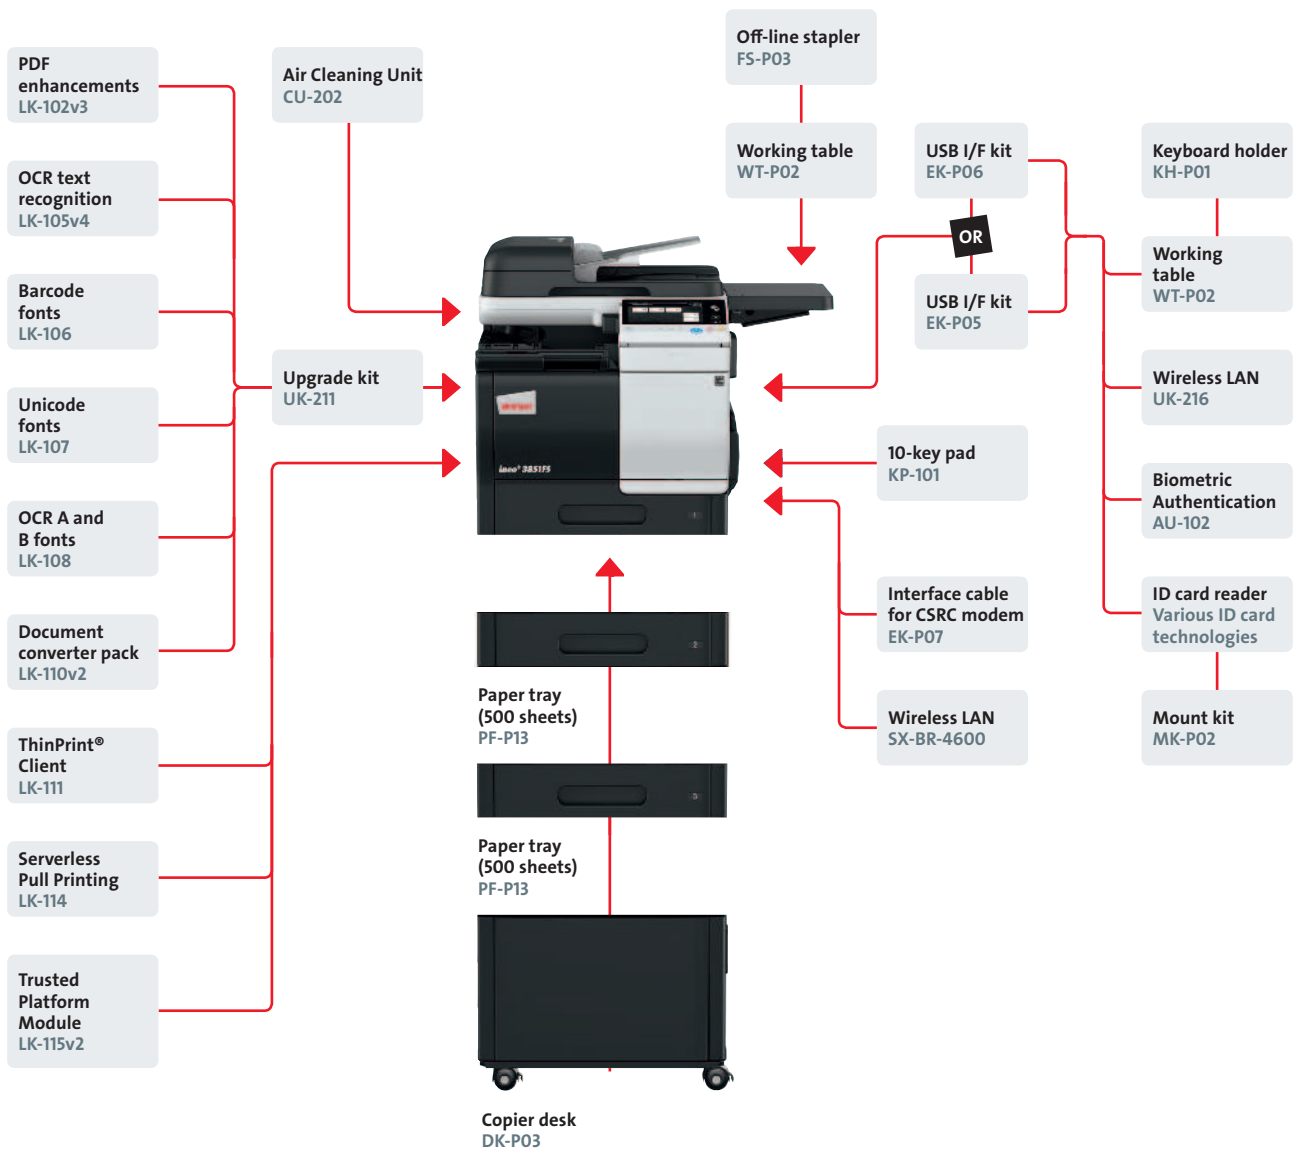 PDF
enhancements
LK-102v3
OCR text
recognition
LK-105v4
Barcode
fonts
LK-106
Unicode
fonts
LK-107
OCR A and
B fonts
LK-108
Document
converter pack
LK-110v2
ThinPrint®
Client
LK-111
Serverless
Pull Printing
LK-114
Trusted
Platform
Module
LK-115v2
Air Cleaning Unit
CU-202
Upgrade kit
UK-211
Off-line stapler
FS-P03
Working table
WT-P02
ineo+ 3851FS
1
2
Paper tray
(500 sheets)
PF-P13
3
Paper tray
(500 sheets)
PF-P13
Copier desk
DK-P03
USB I/F kit
EK-P06
OR
USB I/F kit
EK-P05
10-key pad
KP-101
Interface cable
for CSRC modem
EK-P07
Wireless LAN
SX-BR-4600
Keyboard holder
KH-P01
Working
table
WT-P02
Wireless LAN
UK-216
Biometric
Authentication
AU-102
ID card reader
Various ID card
technologies
Mount kit
MK-P02